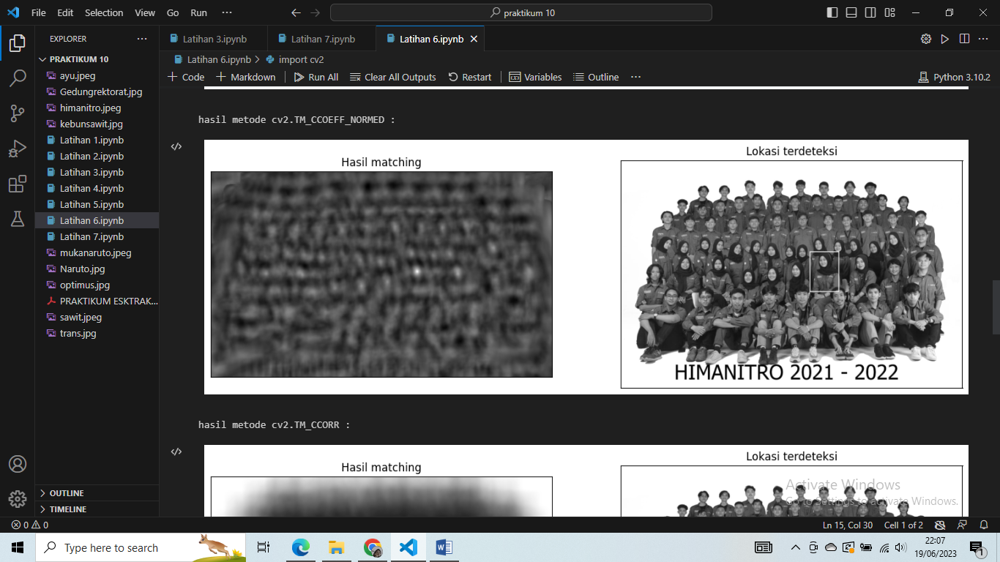 File Edit Selection View Go Run ···
praktikum 10
EXPLORER ···
PRAKTIKUM 10
ayu.jpeg
Gedungrektorat.jpg
himanitro.jpeg
kebunsawit.jpg
Latihan 1.ipynb
Latihan 2.ipynb
Latihan 3.ipynb
Latihan 4.ipynb
Latihan 5.ipynb
Latihan 6.ipynb
Latihan 7.ipynb
mukanaruto.jpeg
Naruto.jpg
optimus.jpg
PRAKTIKUM ESKTRAK...
sawit.jpeg
trans.jpg
OUTLINE
TIMELINE
Latihan 3.ipynb Latihan 7.ipynb Latihan 6.ipynb
Latihan 6.ipynb > import cv2
+ Code + Markdown Run All Clear All Outputs Restart Variables Outline ··· Python 3.10.2
hasil metode cv2.TM_CCOEFF_NORMED :
Hasil matching
Lokasi terdeteksi
HIMANITRO 2021 - 2022
hasil metode cv2.TM_CCORR :
Hasil matching
Lokasi terdeteksi
Activate Windows
Go to Settings to activate Windows.
0 0
Ln 15, Col 30 Cell 1 of 2
Type here to search
22:07
19/06/2023
1